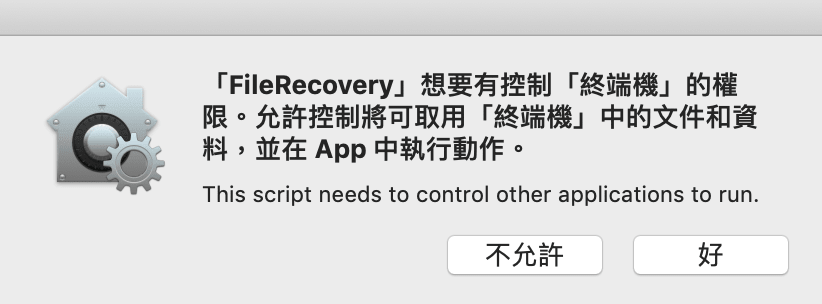 「FileRecovery」想要有控制「終端機」的權
限。允許控制將可取用「終端機」中的文件和資
料，並在 App 中執行動作。
This script needs to control other applications to run.
不允許
好